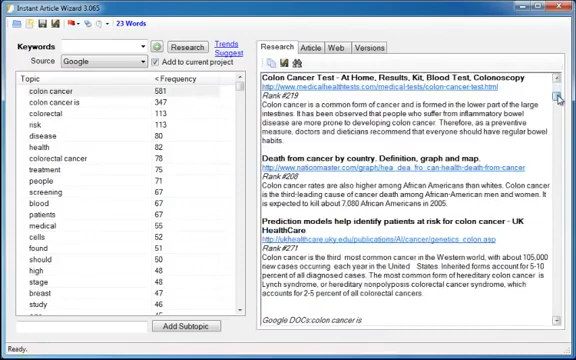 Instant Article Wizard 3.065
23 Words
Keywords
Research
Trends
Suggest
Source
Google
Add to current project
Topic
< Frequency
colon cancer 581
colon cancer is 347
colorectal 113
risk 113
disease 80
health 82
colorectal cancer 78
treatment 75
people 71
screening 67
blood 67
patients 67
medical 55
cells 52
found 51
should 50
high 48
stage 48
breast 47
study 46
Add Subtopic
Ready.
Research Article Web Versions
Colon Cancer Test - At Home, Results, Kit, Blood Test, Colonoscopy
http://www.medicalhealthtests.com/medical-tests/colon-cancer-test.html
Rank #219
Colon cancer is a common form of cancer and is formed in the lower part of the large
intestines. It has been observed that people who suffer from inflammatory bowel
disease are more prone to developing colon cancer. Therefore, as a preventive
measure, doctors and dieticians recommend that everyone should have regular bowel
habits.
Death from cancer by country. Definition, graph and map.
http://www.nationmaster.com/graph/hea_dea_fro_can-health-death-from-cancer
Rank #208
Colon cancer rates are also higher among African Americans than whites. Colon cancer
is the third-leading cause of cancer death among African-American men and women. It
is expected to kill about 7,080 African Americans in 2005.
Prediction models help identify patients at risk for colon cancer - UK
HealthCare
http://ukhealthcare.uky.edu/publications/AI/cancer/genetics_colon.asp
Rank #271
Colon cancer is the third most common cancer in the Western world, with about 105,000
new cases occurring each year in the United States. Inherited forms account for 5-10
percent of all diagnosed cases. The most common form of hereditary colon cancer is
Lynch syndrome, or hereditary nonpolyposis colorectal cancer syndrome, which
accounts for 2-5 percent of all colorectal cancers.
Google DOCs:colon cancer is